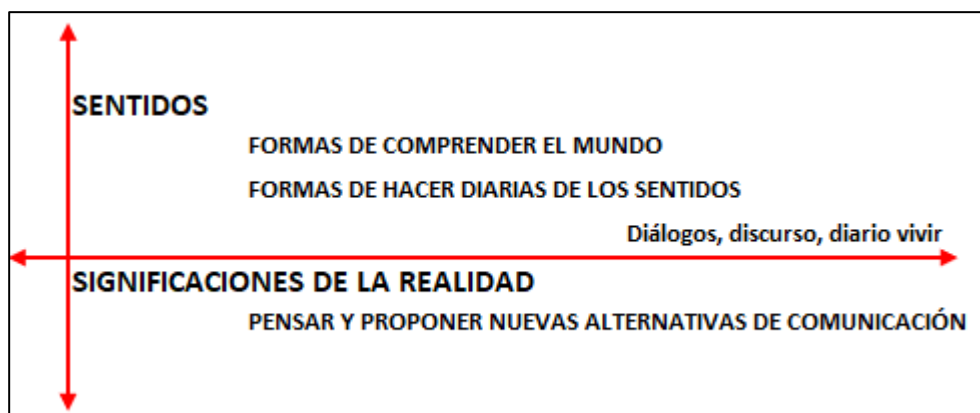 SENTIDOS
FORMAS DE COMPRENDER EL MUNDO
FORMAS DE HACER DIARIAS DE LOS SENTIDOS
Diálogos, discurso, diario vivir
SIGNIFICACIONES DE LA REALIDAD
PENSAR Y PROPONER NUEVAS ALTERNATIVAS DE COMUNICACIÓN